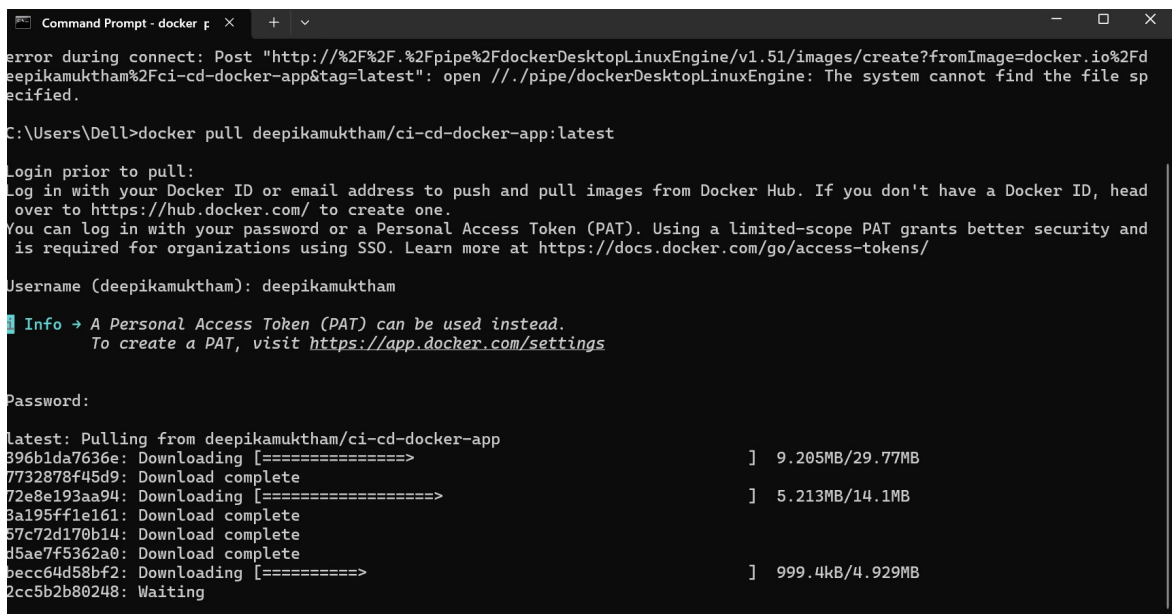 Command Prompt - docker p
error during connect: Post "http://%2F%2F.%2Fpipe%2FdockerDesktopLinuxEngine/v1.51/images/create?fromImage=docker.io%2Fd
eepikamuktham%2Fci-cd-docker-app&tag=latest": open //./pipe/dockerDesktopLinuxEngine: The system cannot find the file sp
ecified.
C:\Users\Dell>docker pull deepikamuktham/ci-cd-docker-app:latest
Login prior to pull:
Log in with your Docker ID or email address to push and pull images from Docker Hub. If you don't have a Docker ID, head
over to https://hub.docker.com/ to create one.
You can log in with your password or a Personal Access Token (PAT). Using a limited-scope PAT grants better security and
is required for organizations using SSO. Learn more at https://docs.docker.com/go/access-tokens/
Username (deepikamuktham): deepikamuktham
i Info → A Personal Access Token (PAT) can be used instead.
To create a PAT, visit https://app.docker.com/settings
Password:
latest: Pulling from deepikamuktham/ci-cd-docker-app
396b1da7636e: Downloading [===============>                                   ]  9.205MB/29.77MB
7732878f45d9: Download complete
72e8e193aa94: Downloading [==================>                                ]  5.213MB/14.1MB
3a195ff1e161: Download complete
57c72d170b14: Download complete
d5ae7f5362a0: Download complete
becc64d58bf2: Downloading [==========>                                        ]  999.4kB/4.929MB
2cc5b2b80248: Waiting